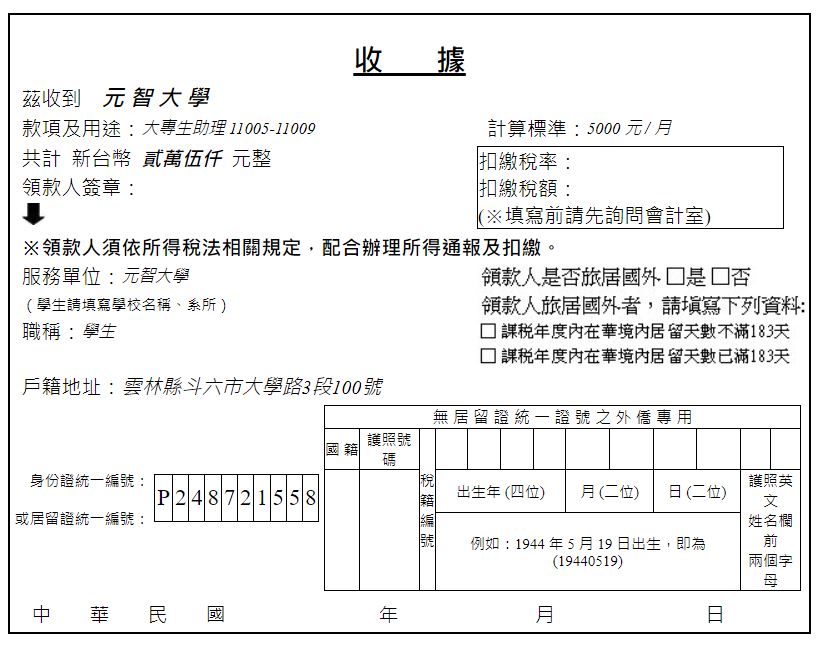 收 據
茲收到 元智大學
款項及用途：大專生助理11005-11009 計算標準：5000 元/月
共計 新台幣 貳萬伍仟 元整
扣繳稅率：
領款人簽章：
扣繳稅額：
(※填寫前請先詢問會計室)
※領款人須依所得稅法相關規定，配合辦理所得通報及扣繳。
服務單位：元智大學
領款人是否旅居國外 □是 □否
（學生請填寫學校名稱、系所）
領款人旅居國外者，請填寫下列資料:
職稱：學生
□ 課稅年度內在華境內居留天數不滿183天
□ 課稅年度內在華境內居留天數已滿183天
戶籍地址：雲林縣斗六市大學路3段100號
無居留證統一證號之外僑專用
國籍
護照號
碼
稅
籍
編
號
身份證統一編號：
或居留證統一編號：
P248721558
出生年(四位) 月(二位) 日(二位)
護照英
文
姓名欄
前
兩個字
母
例如：1944 年 5 月 19 日出生，即為
(19440519)
中 華 民 國 年 月 日